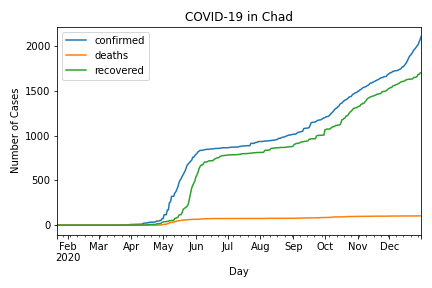 COVID-19 in Chad
confirmed
deaths
recovered
Number of Cases
2000
1500
1000
500
0
Feb Mar Apr May Jun Jul Aug Sep Oct Nov Dec
2020
Day